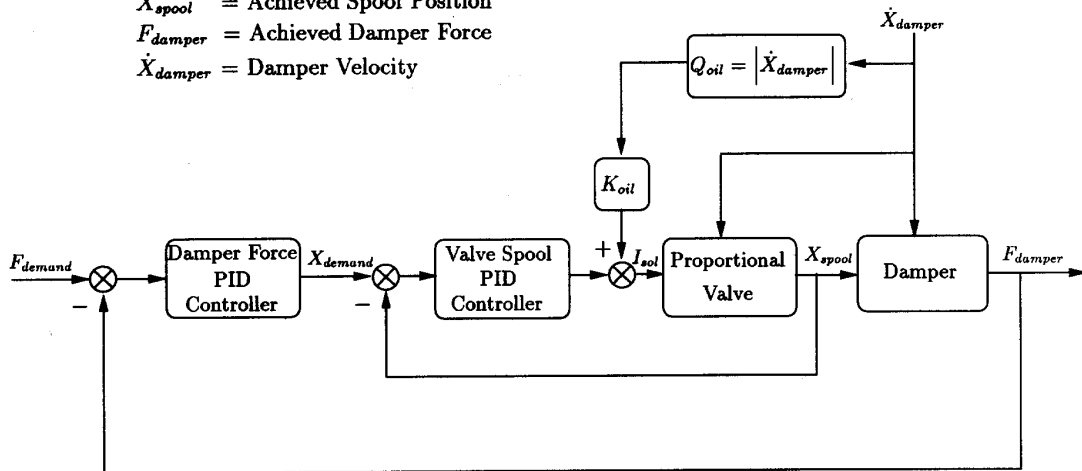 X_spool = Achieved Spool Position
F_damper = Achieved Damper Force
Ẋ_damper = Damper Velocity
Ẋ_damper
Q_oil = |Ẋ_damper|
K_oil
F_demand
−
Damper Force
PID
Controller
X_demand
−
Valve Spool
PID
Controller
+
I_sol
Proportional
Valve
X_spool
Damper
F_damper